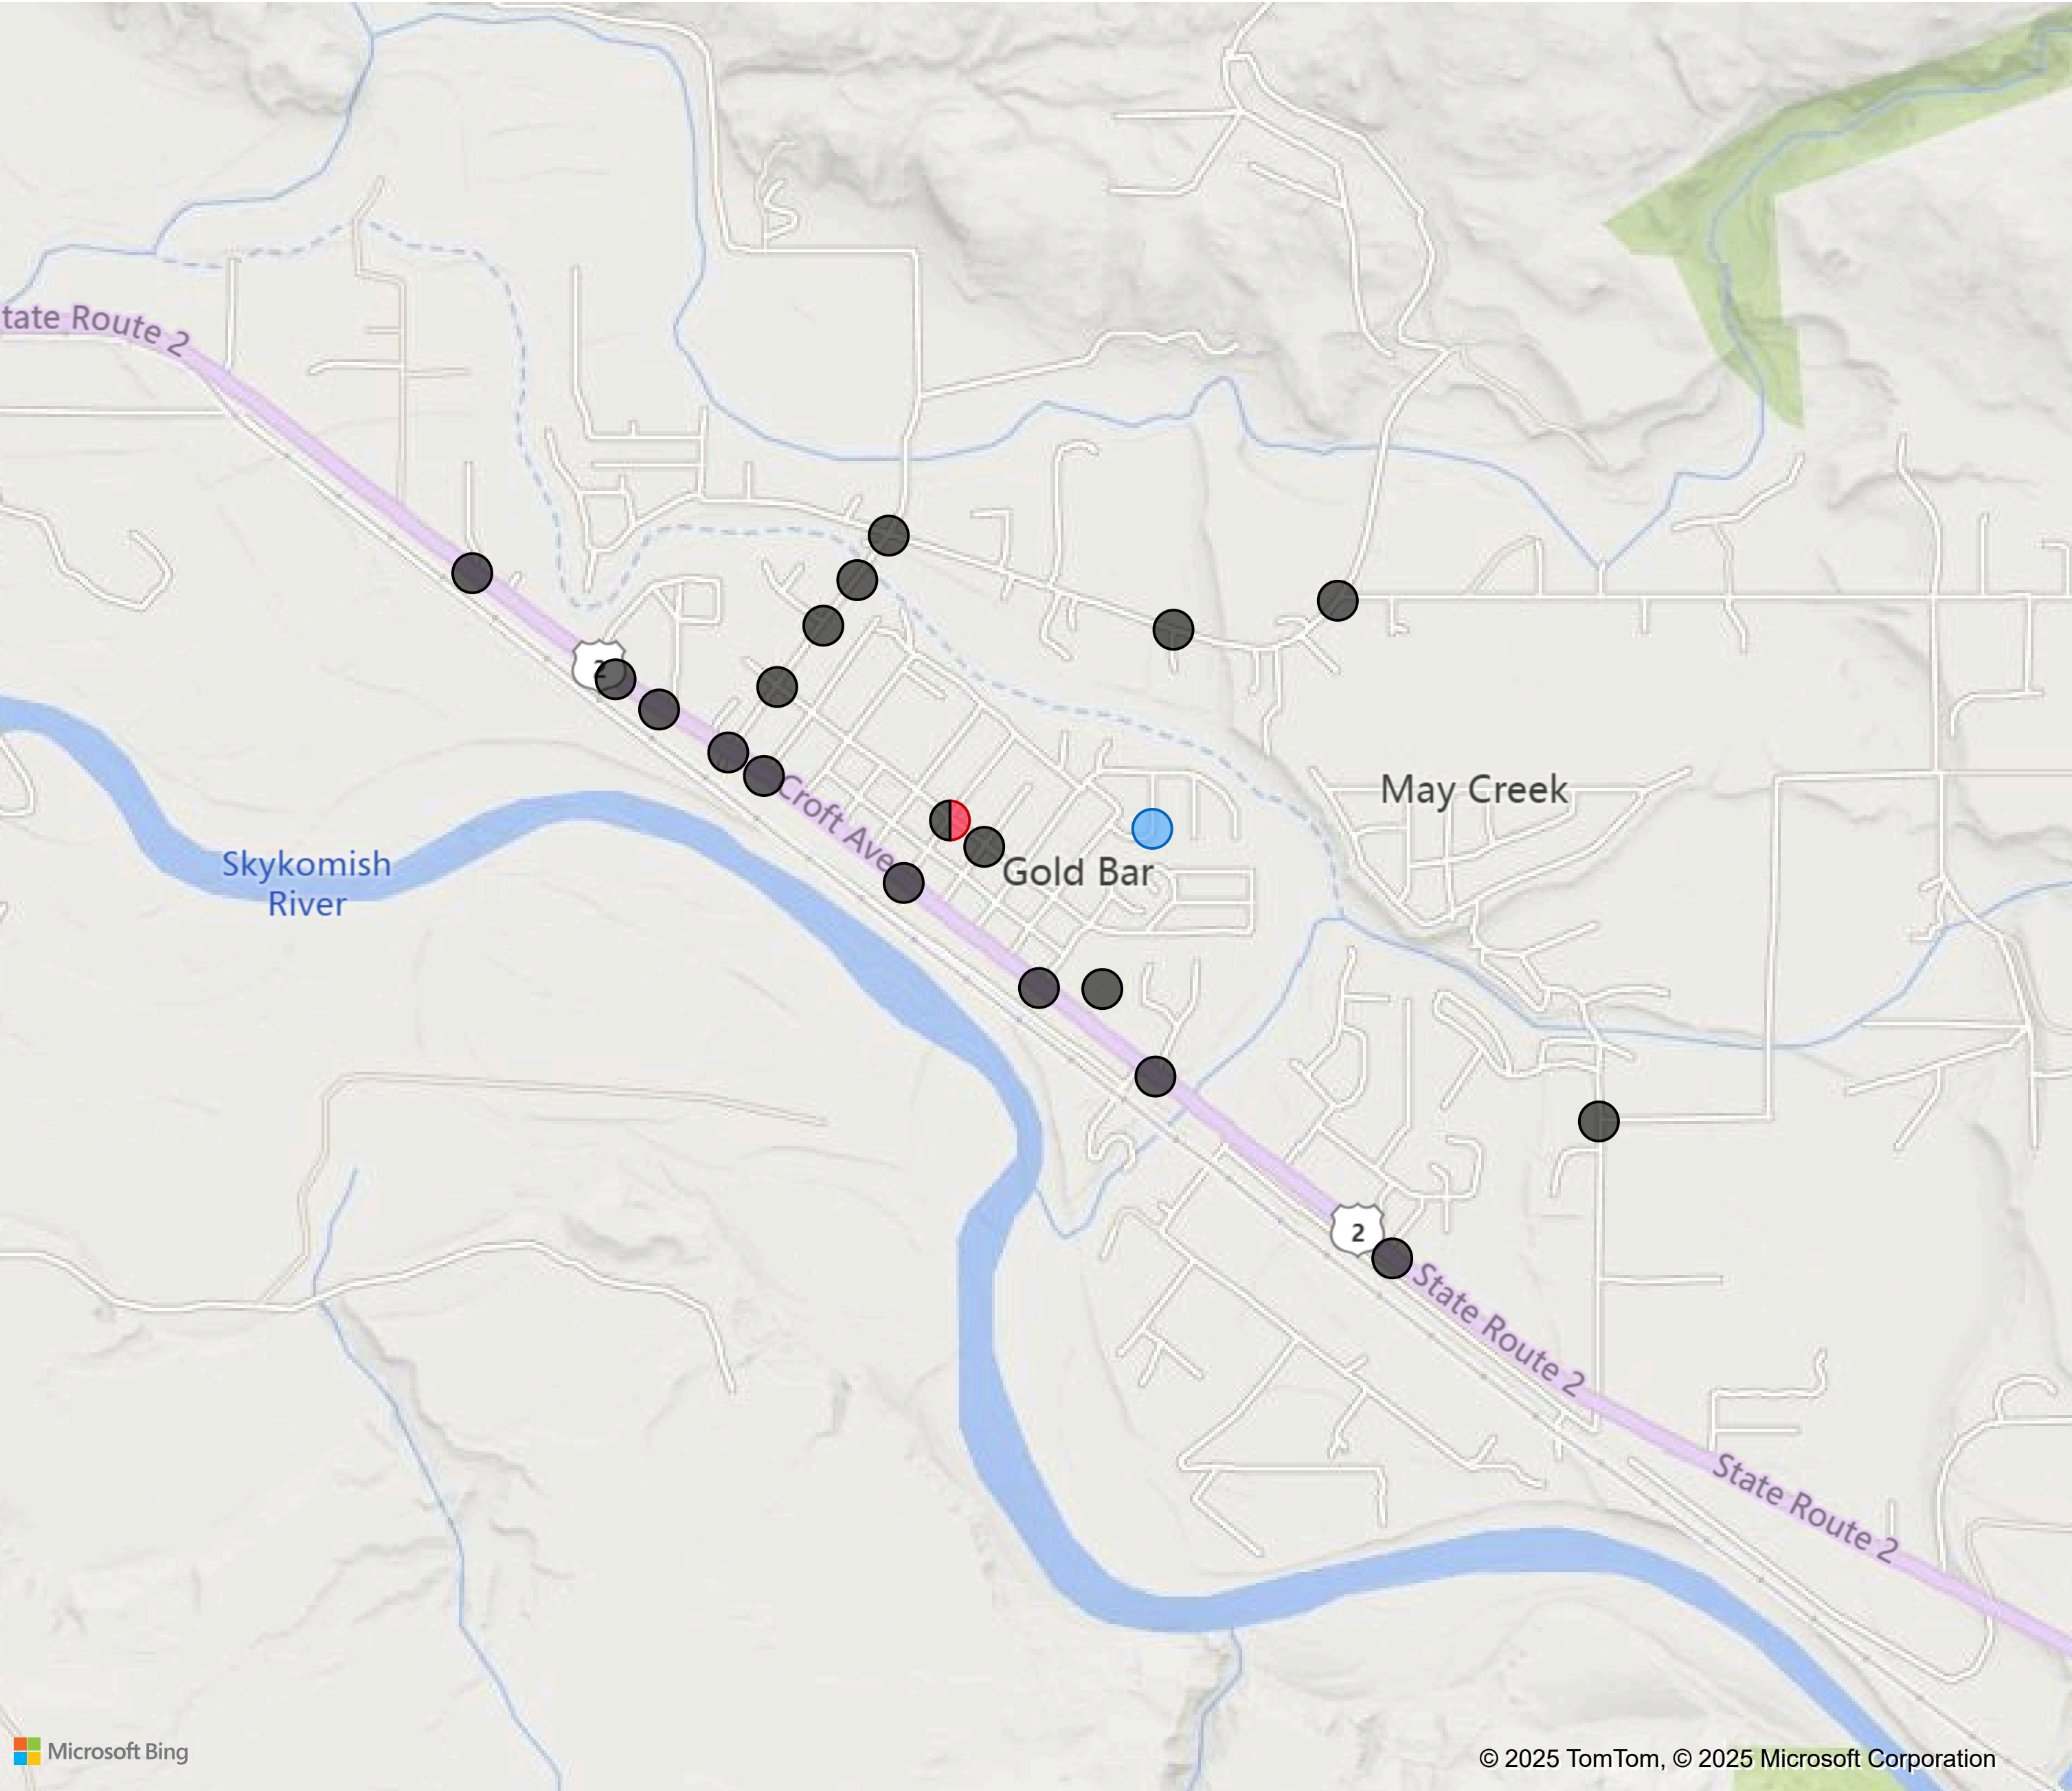 tate Route 2
2
Croft Ave
May Creek
Skykomish
River
Gold Bar
2
State Route 2
State Route 2
Microsoft Bing
© 2025 TomTom, © 2025 Microsoft Corporation